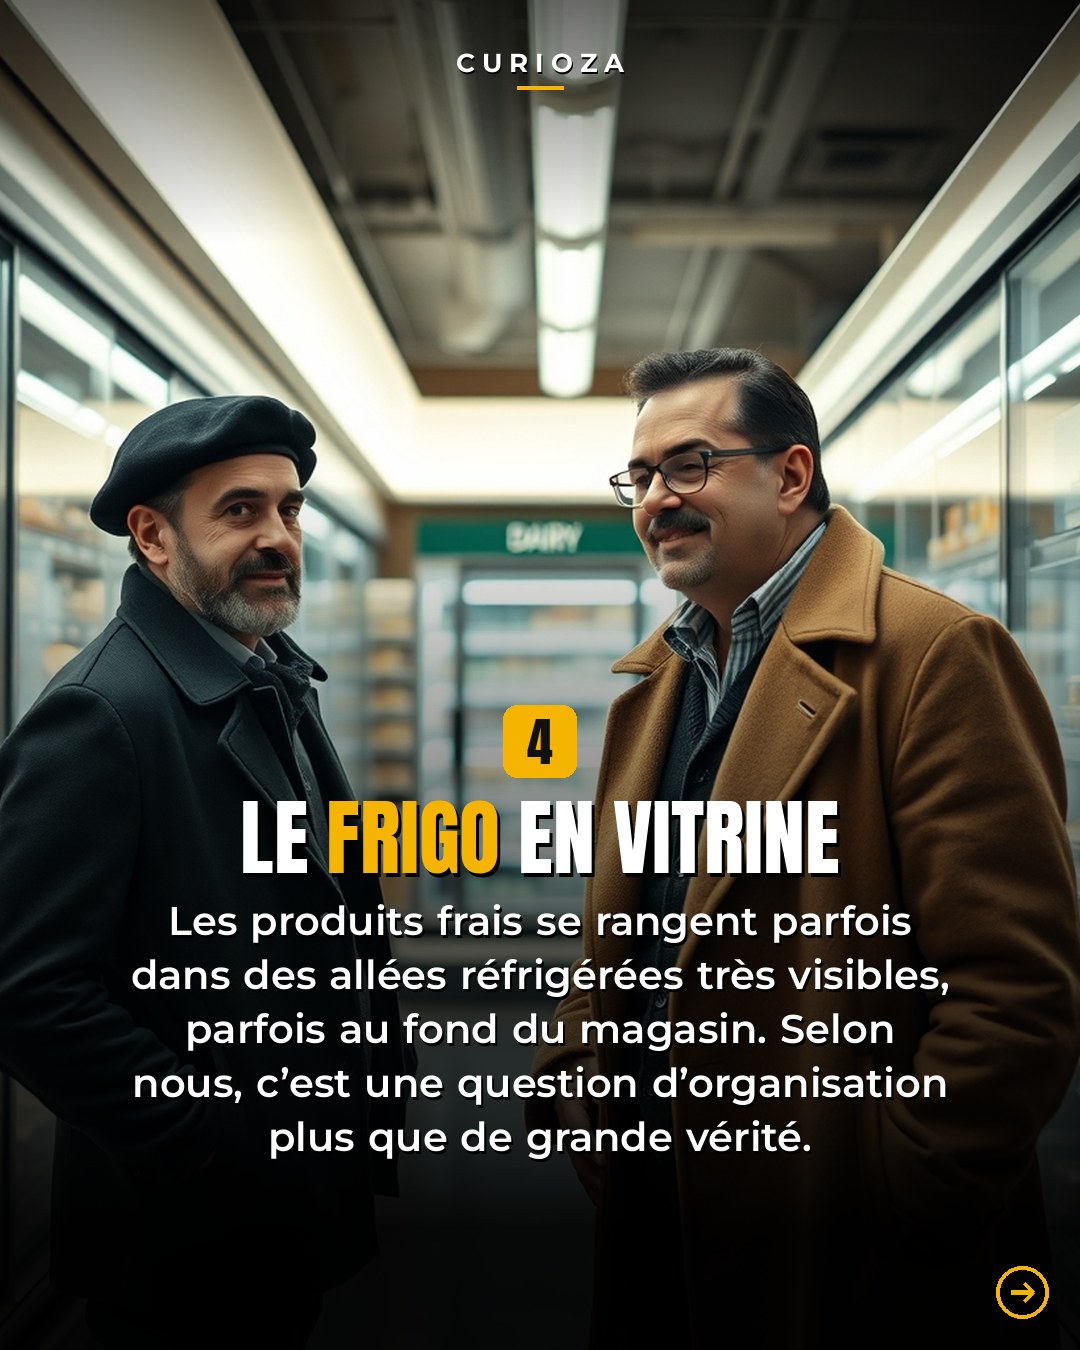 CURIOZA
DAIRY
4
LE FRIGO EN VITRINE
Les produits frais se rangent parfois
dans des allées réfrigérées très visibles,
parfois au fond du magasin. Selon
nous, c’est une question d’organisation
plus que de grande vérité.